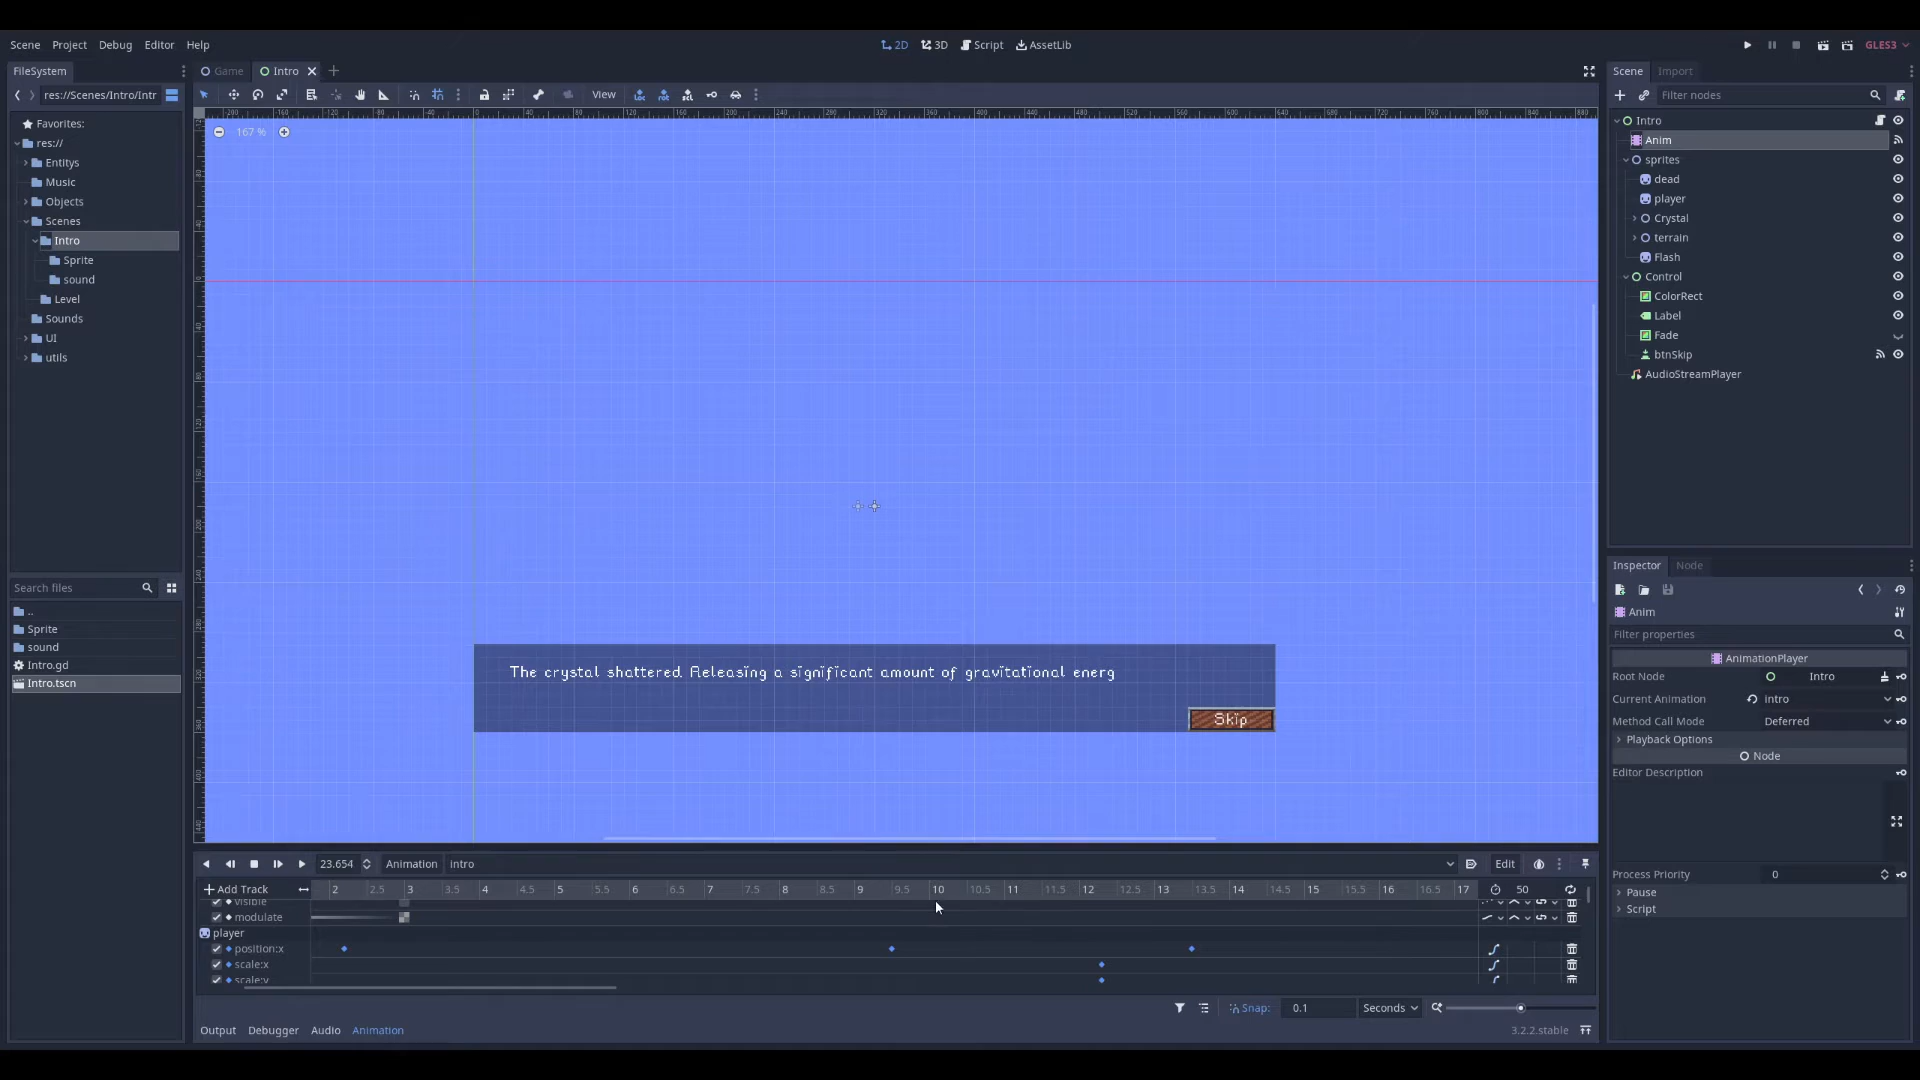 Scene Project Debug Editor Help
2D 3D Script AssetLib
GLES3
FileSystem
Game Intro
Scene Import
res://Scenes/Intro/Intr
View
Filter nodes
167 %
Favorites:
res://
Entitys
Music
Objects
Scenes
Intro
Sprite
sound
Level
Sounds
UI
utils
Search files
..
Sprite
sound
Intro.gd
Intro.tscn
The crystal shattered. Releasing a significant amount of gravitational energ
Skip
Intro
Anim
sprites
dead
player
Crystal
terrain
Flash
Control
ColorRect
Label
Fade
btnSkip
AudioStreamPlayer
Inspector Node
Anim
Filter properties
AnimationPlayer
Root Node Intro
Current Animation intro
Method Call Mode Deferred
Playback Options
Node
Editor Description
Process Priority 0
Pause
Script
23.654 Animation intro Edit
Add Track 2 2.5 3 3.5 4 4.5 5 5.5 6 6.5 7 7.5 8 8.5 9 9.5 10 10.5 11 11.5 12 12.5 13 13.5 14 14.5 15 15.5 16 16.5 17 50
visible
modulate
player
position:x
scale:x
scale:y
Snap: 0.1 Seconds
Output Debugger Audio Animation
3.2.2.stable